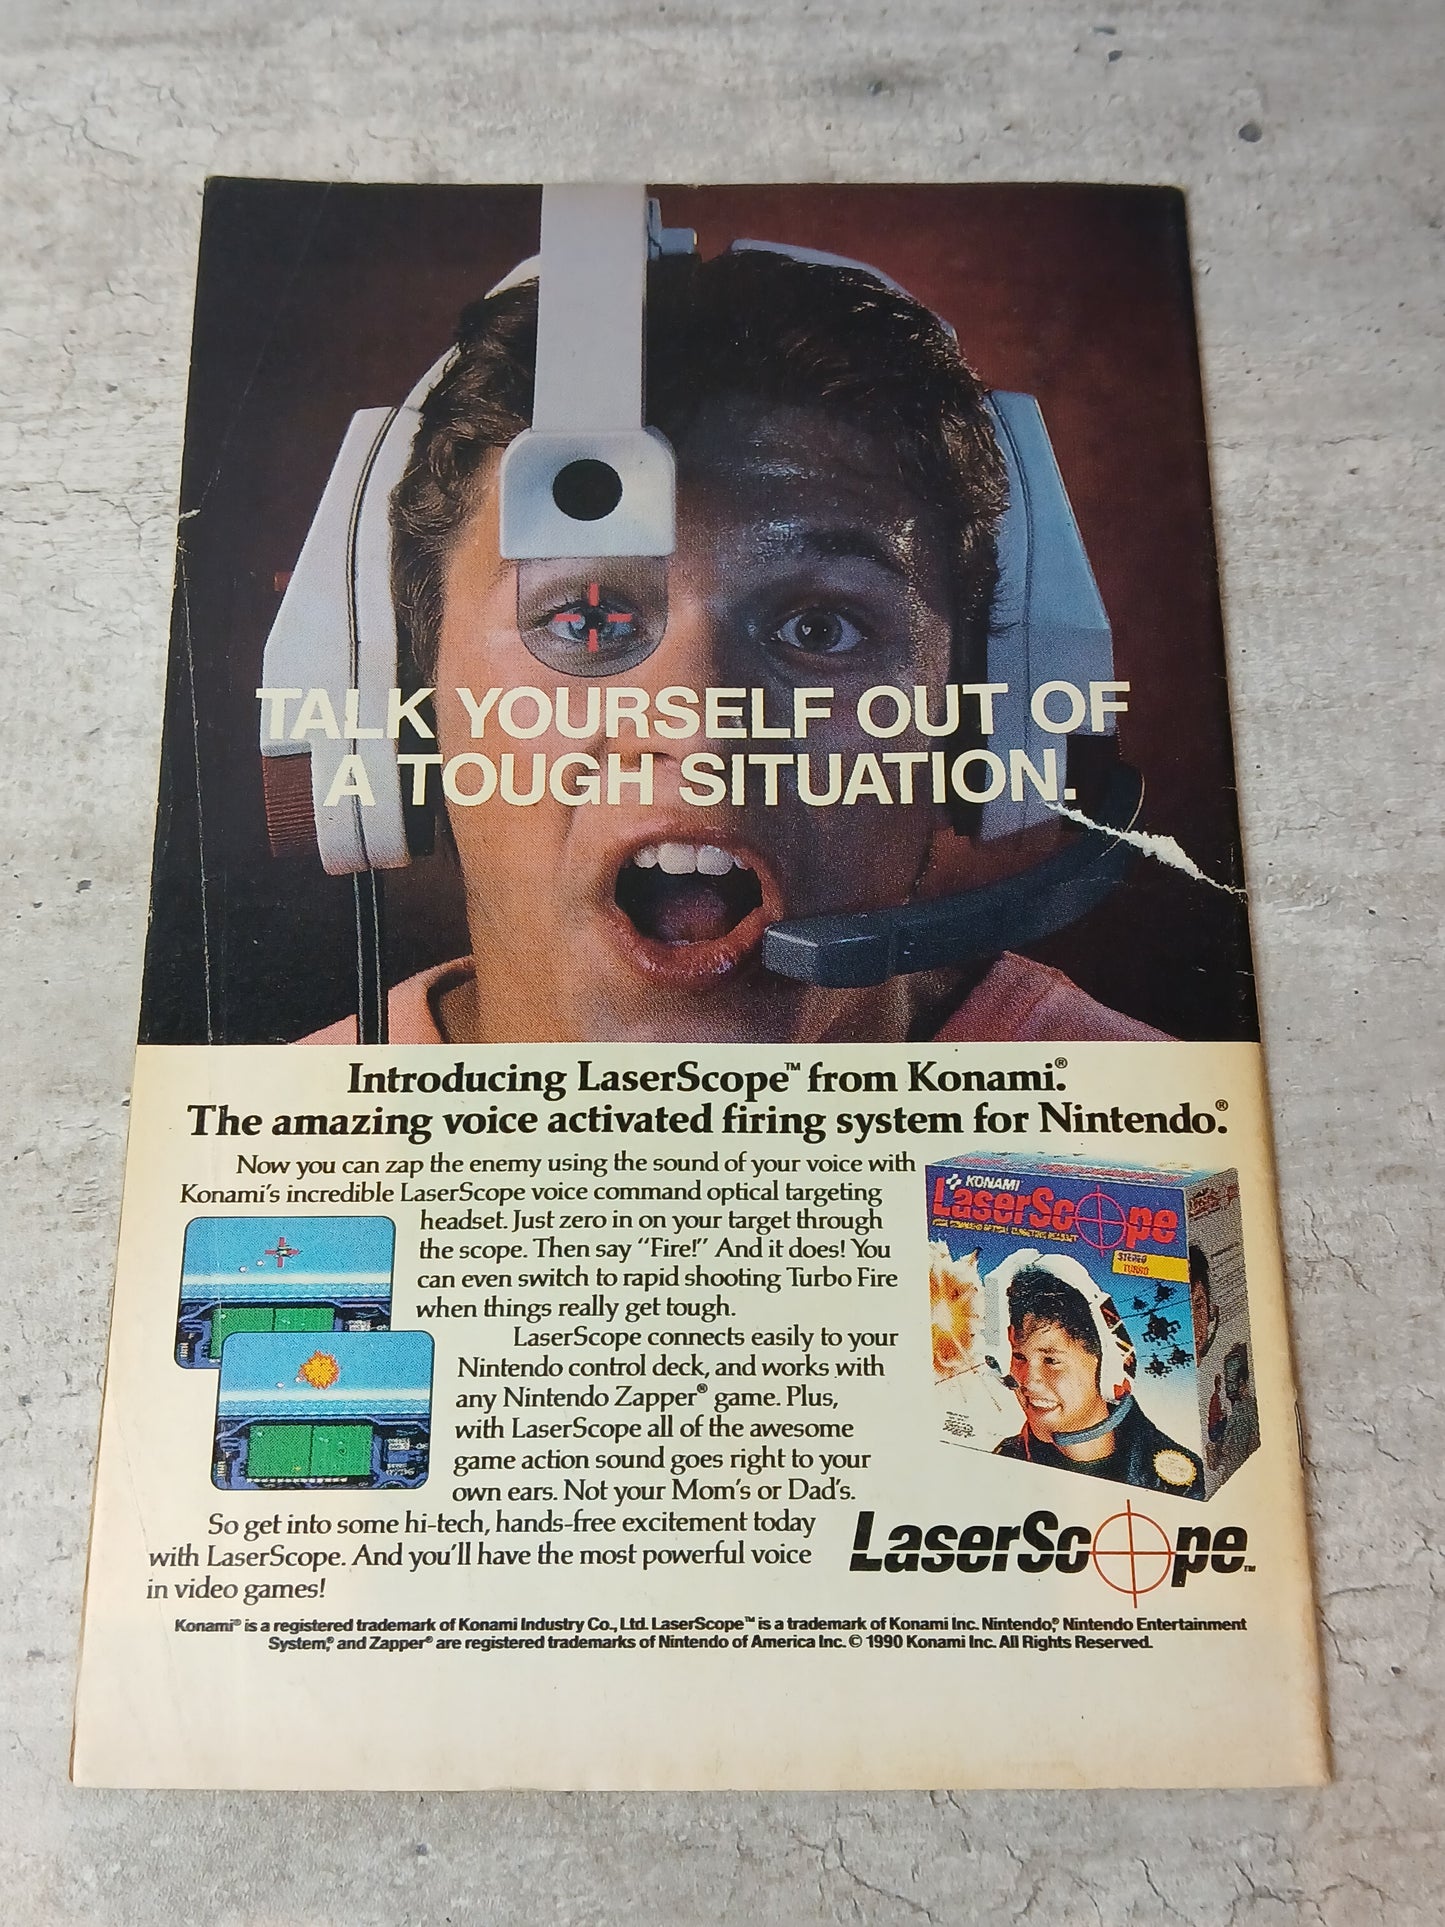 TALK YOURSELF OUT OF
A TOUGH SITUATION.
Introducing LaserScope™ from Konami.®
The amazing voice activated firing system for Nintendo.®
Now you can zap the enemy using the sound of your voice with
Konami's incredible LaserScope voice command optical targeting
headset. Just zero in on your target through
the scope. Then say “Fire!” And it does! You
can even switch to rapid shooting Turbo Fire
when things really get tough.
LaserScope connects easily to your
Nintendo control deck, and works with
any Nintendo Zapper® game. Plus,
with LaserScope all of the awesome
game action sound goes right to your
own ears. Not your Mom's or Dad's.
So get into some hi-tech, hands-free excitement today
with LaserScope. And you'll have the most powerful voice
in video games!
KONAMI
LaserScope
VOICE COMMAND OPTICAL TARGETING HEADSET
STEREO
TURBO
LaserScope™
Konami® is a registered trademark of Konami Industry Co., Ltd. LaserScope™ is a trademark of Konami Inc. Nintendo,® Nintendo Entertainment
System,® and Zapper® are registered trademarks of Nintendo of America Inc. © 1990 Konami Inc. All Rights Reserved.